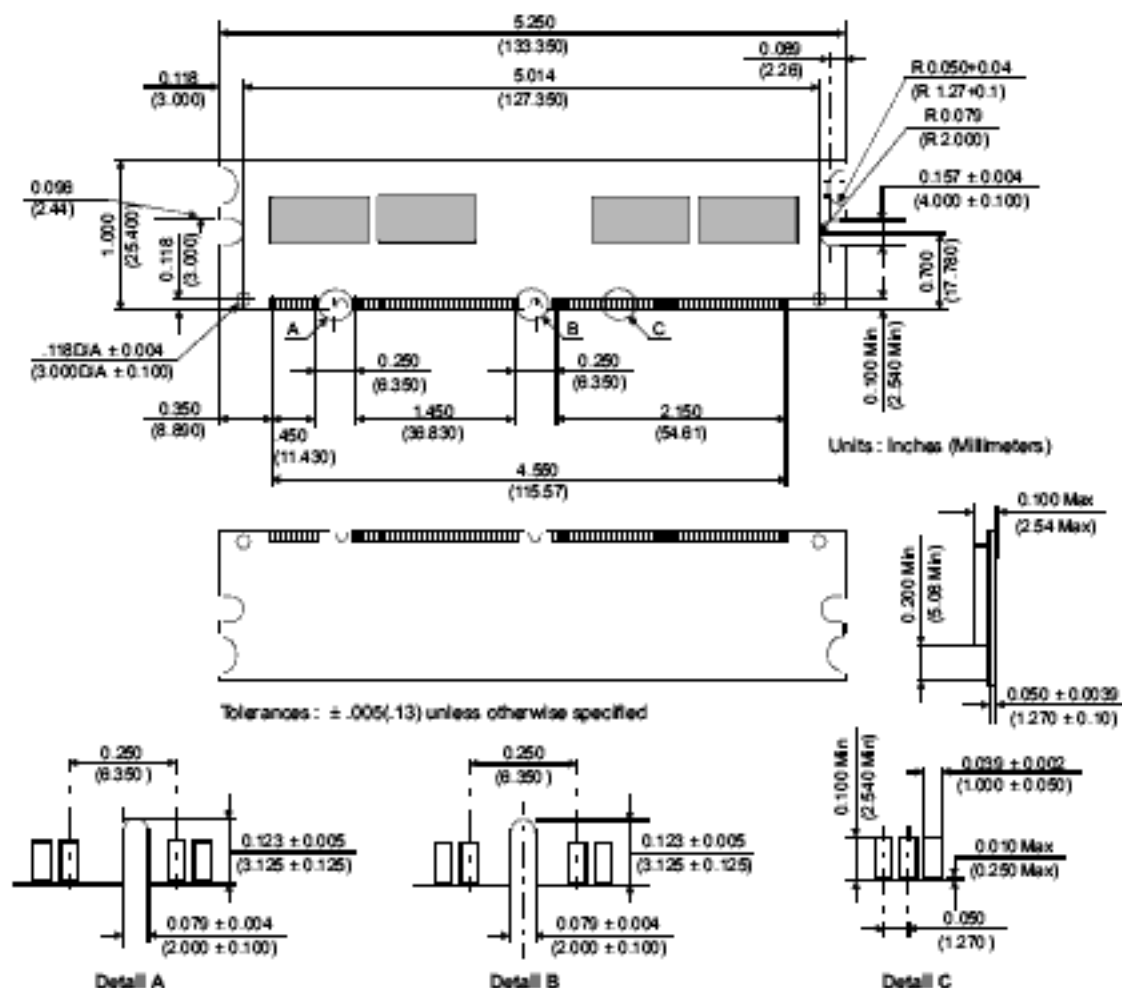 5.250
(133.350)
0.089
(2.26)
0.118
(3.000)
5.014
(127.350)
R 0.050+0.04
(R 1.27+0.1)
R 0.079
(R 2.000)
0.157 ± 0.004
(4.000 ± 0.100)
0.096
(2.44)
1.000
(25.400)
0.118
(3.000)
0.700
(17.780)
A
B
C
.118DIA ± 0.004
(3.000DIA ± 0.100)
0.250
(6.350)
0.250
(6.350)
0.100 Min
(2.540 Min)
0.350
(8.890)
.450
(11.430)
1.450
(36.830)
2.150
(54.61)
4.550
(115.57)
Units : Inches (Millimeters)
0.100 Max
(2.54 Max)
0.200 Min
(5.08 Min)
0.050 ± 0.0039
(1.270 ± 0.10)
Tolerances : ± .005(.13) unless otherwise specified
0.250
(6.350 )
0.123 ± 0.005
(3.125 ± 0.125)
0.079 ± 0.004
(2.000 ± 0.100)
Detail A
0.250
(6.350 )
0.123 ± 0.005
(3.125 ± 0.125)
0.079 ± 0.004
(2.000 ± 0.100)
Detail B
0.100 Min
(2.540 Min)
0.039 ± 0.002
(1.000 ± 0.050)
0.010 Max
(0.250 Max)
0.050
(1.270 )
Detail C